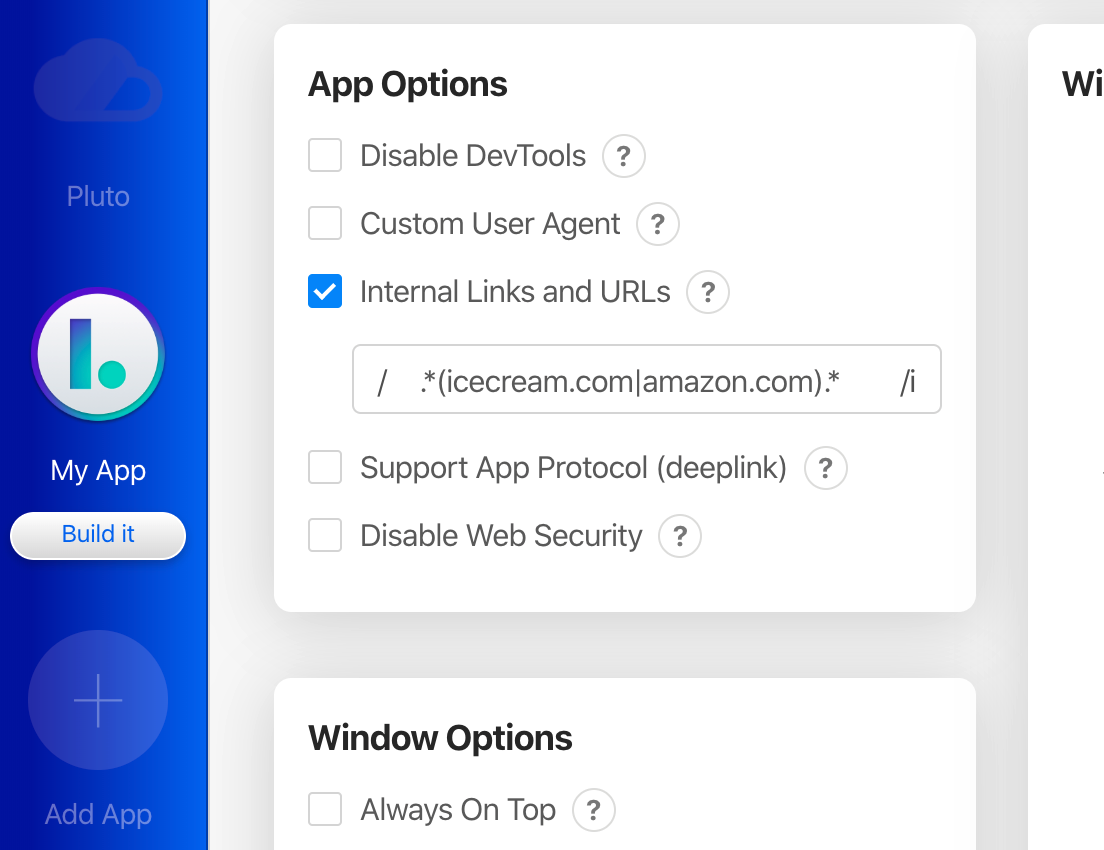 Pluto
My App
Build it
Add App
App Options
Disable DevTools ?
Custom User Agent ?
Internal Links and URLs ?
/ .*(icecream.com|amazon.com).* /i
Support App Protocol (deeplink) ?
Disable Web Security ?
Window Options
Always On Top ?
Wi